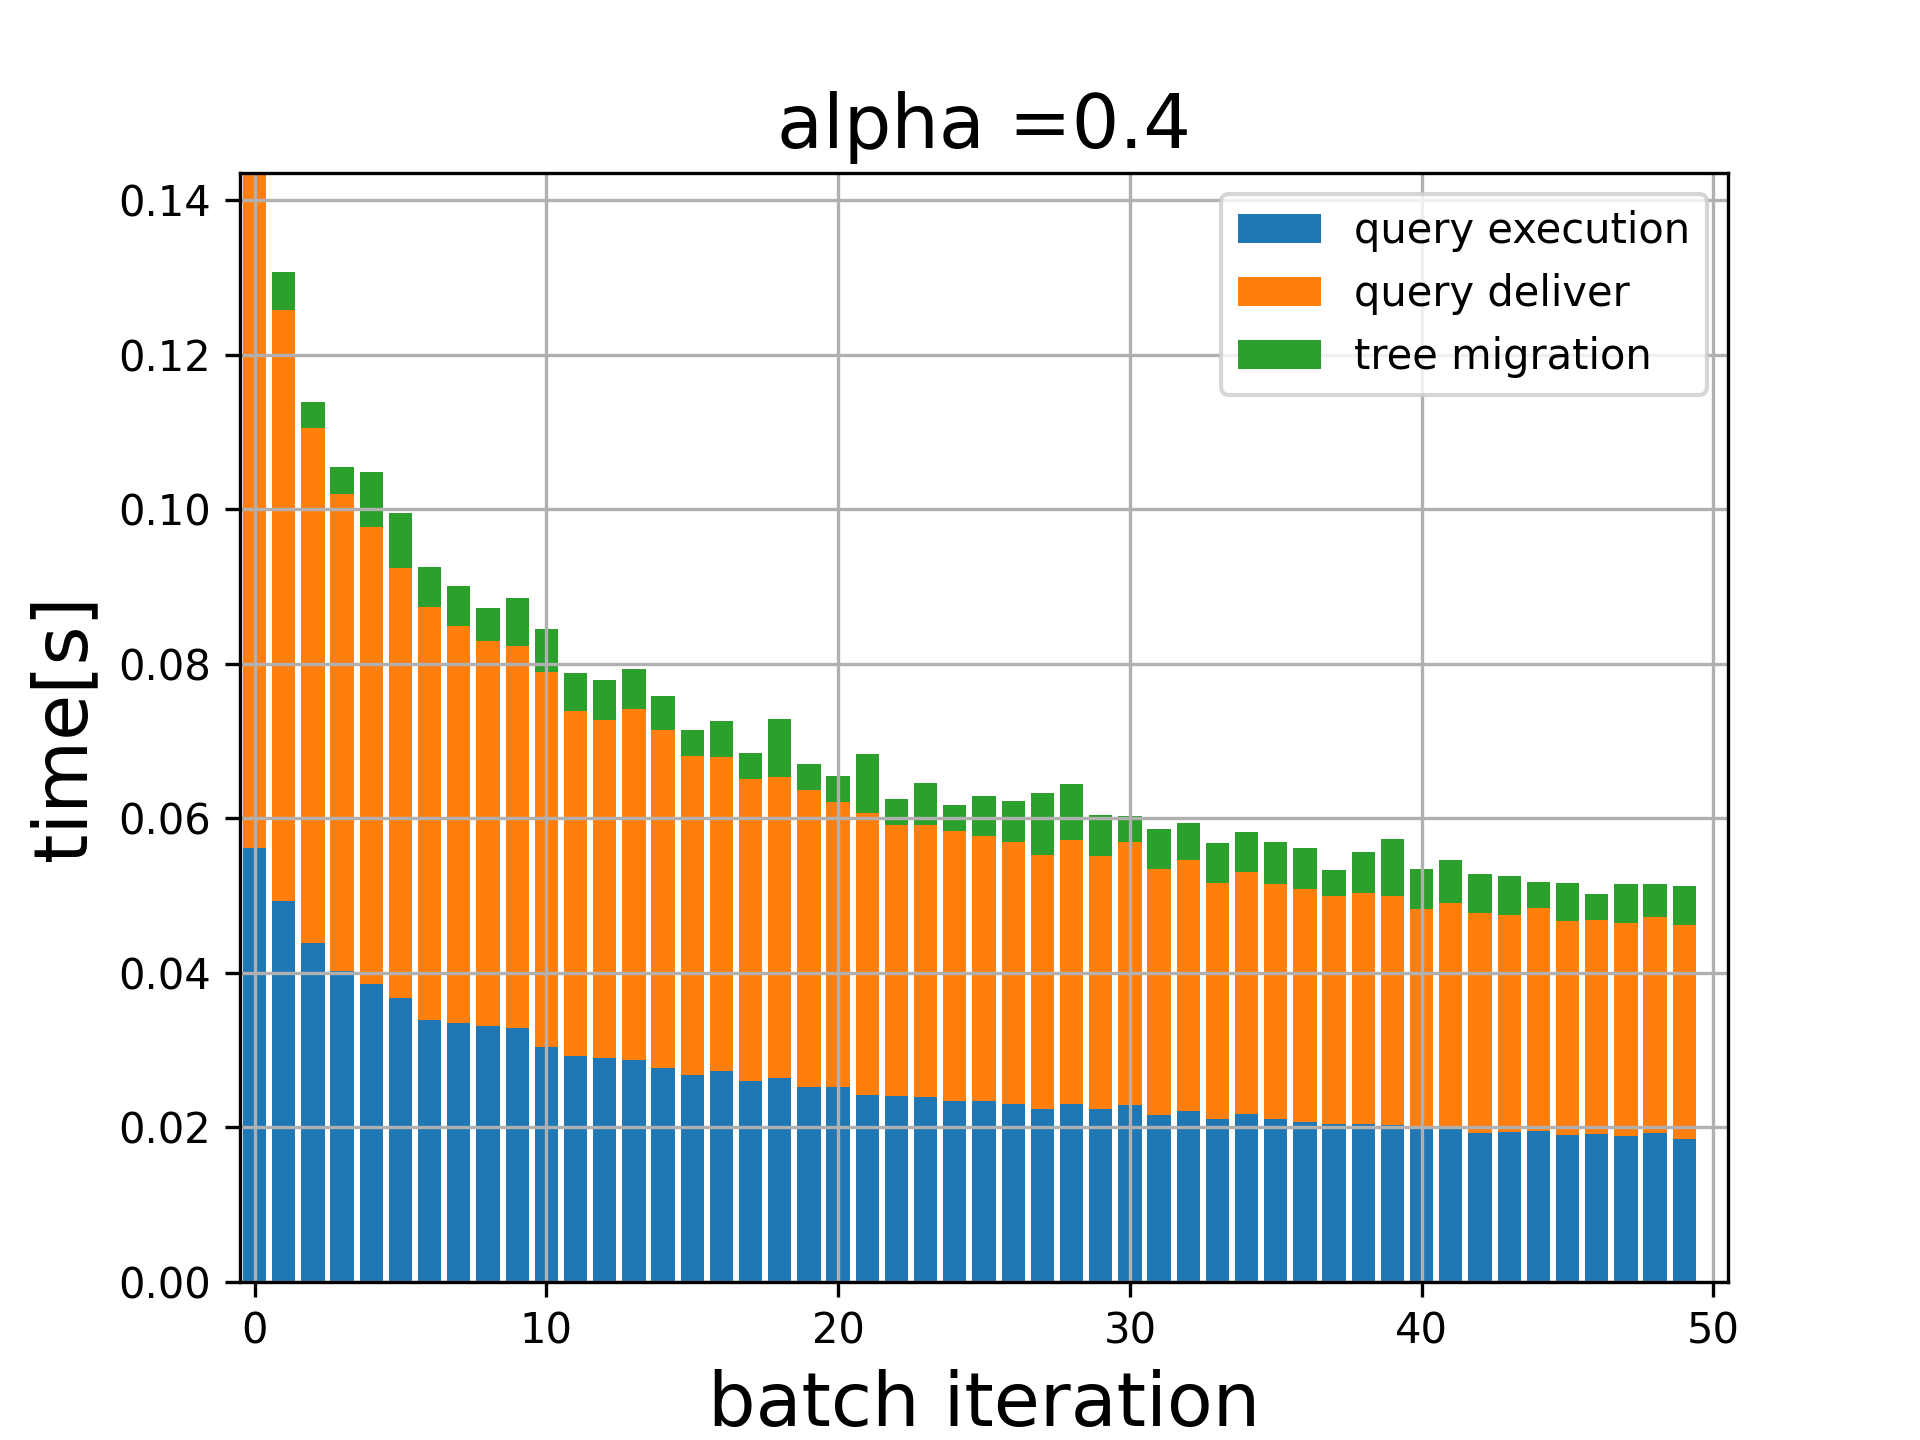 alpha =0.4
0.14
0.12
0.10
0.08
0.06
0.04
0.02
0.00
time[s]
query execution
query deliver
tree migration
0 10 20 30 40 50
batch iteration